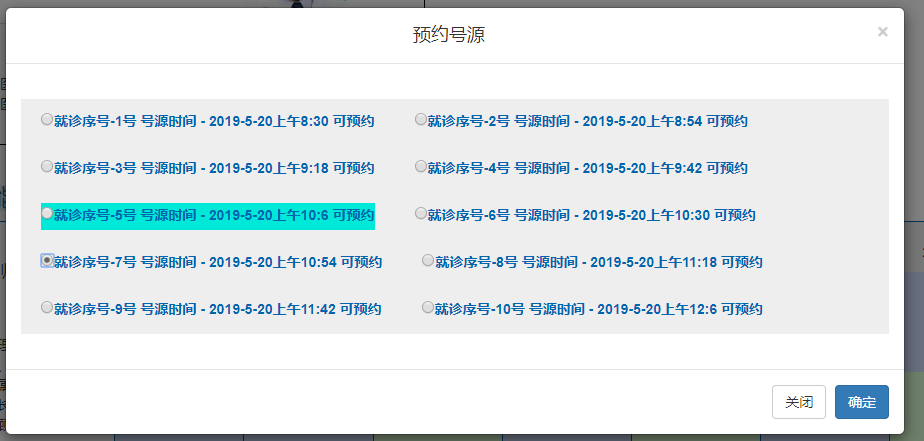 预约号源
×
就诊序号-1号 号源时间 - 2019-5-20上午8:30 可预约
就诊序号-2号 号源时间 - 2019-5-20上午8:54 可预约
就诊序号-3号 号源时间 - 2019-5-20上午9:18 可预约
就诊序号-4号 号源时间 - 2019-5-20上午9:42 可预约
就诊序号-5号 号源时间 - 2019-5-20上午10:6 可预约
就诊序号-6号 号源时间 - 2019-5-20上午10:30 可预约
就诊序号-7号 号源时间 - 2019-5-20上午10:54 可预约
就诊序号-8号 号源时间 - 2019-5-20上午11:18 可预约
就诊序号-9号 号源时间 - 2019-5-20上午11:42 可预约
就诊序号-10号 号源时间 - 2019-5-20上午12:6 可预约
关闭
确定